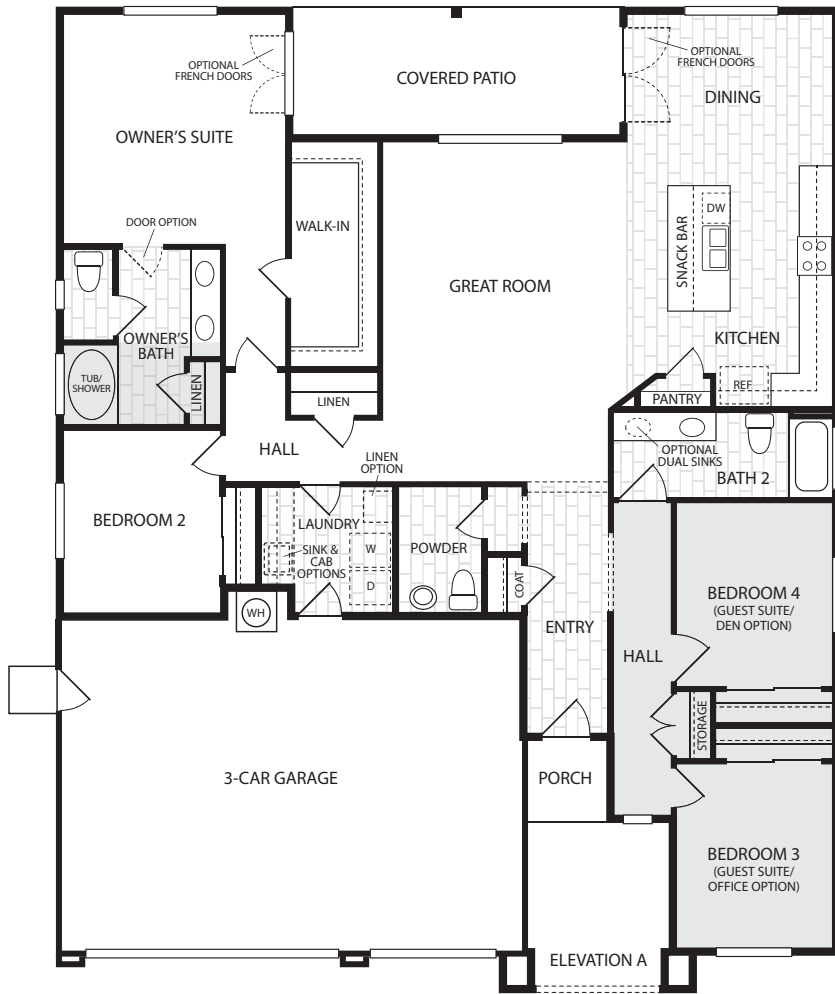 OPTIONAL
FRENCH DOORS
COVERED PATIO
OPTIONAL
FRENCH DOORS
DINING
OWNER'S SUITE
DOOR OPTION
WALK-IN
SNACK BAR
DW
GREAT ROOM
KITCHEN
OWNER'S
BATH
TUB/
SHOWER
LINEN
LINEN
PANTRY
REF
HALL
LINEN
OPTION
OPTIONAL
DUAL SINKS
BATH 2
BEDROOM 2
LAUNDRY
SINK &
CAB
OPTIONS
W
D
POWDER
COAT
WH
ENTRY
HALL
BEDROOM 4
(GUEST SUITE/
DEN OPTION)
STORAGE
3-CAR GARAGE
PORCH
BEDROOM 3
(GUEST SUITE/
OFFICE OPTION)
ELEVATION A